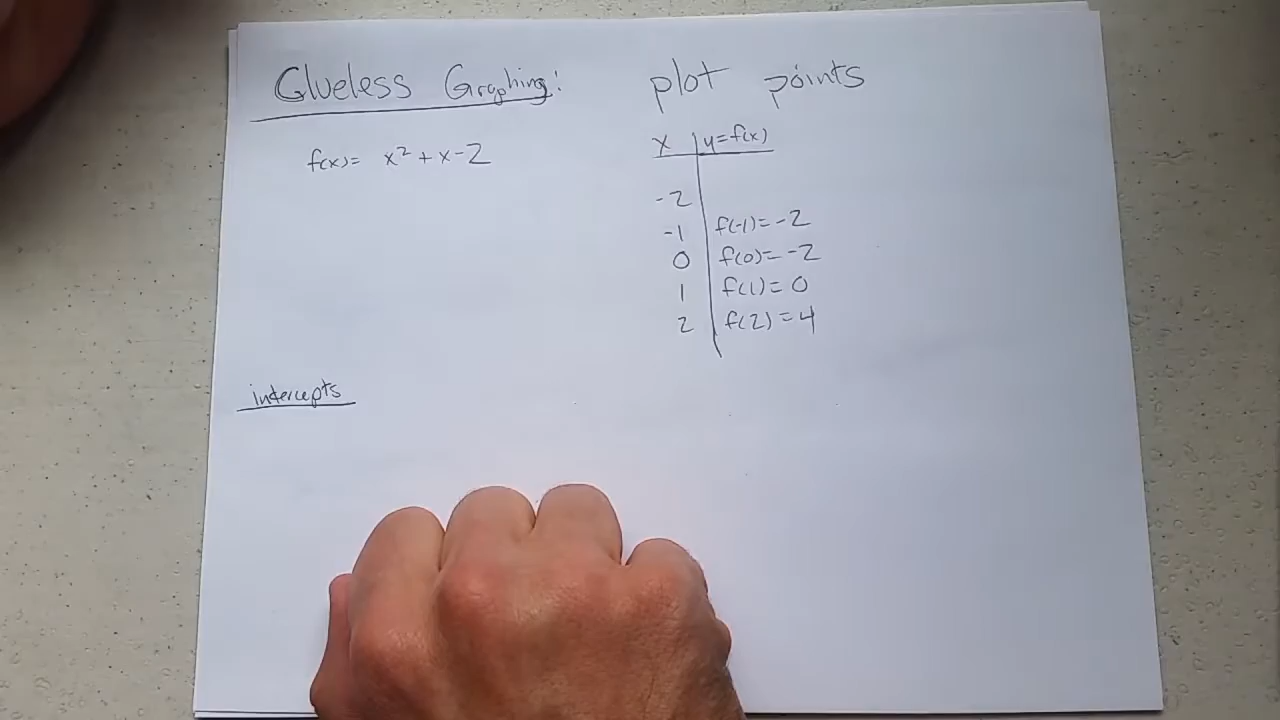 Clueless Graphing:
f(x)= x² + x - 2
plot points
x y=f(x)
-2
-1 f(-1)= -2
0 f(0)= -2
1 f(1)= 0
2 f(2) = 4
intercepts